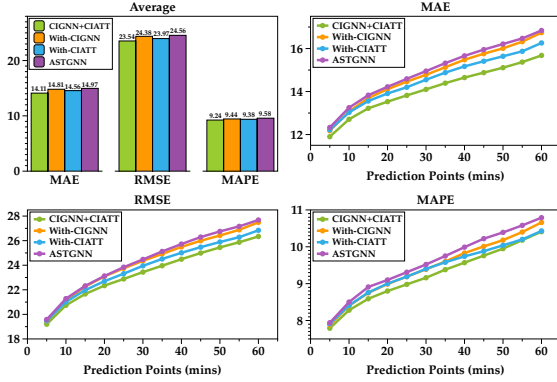 Average
CIGNN+CIATT
With-CIGNN
With-CIATT
ASTGNN
20
10
0
14.11 14.81 14.56 14.97
23.54 24.38 23.97 24.56
9.24 9.44 9.38 9.58
MAE RMSE MAPE
MAE
CIGNN+CIATT
With-CIGNN
With-CIATT
ASTGNN
16
14
12
0 10 20 30 40 50 60
Prediction Points (mins)
RMSE
CIGNN+CIATT
With-CIGNN
With-CIATT
ASTGNN
28
26
24
22
20
18
0 10 20 30 40 50 60
Prediction Points (mins)
MAPE
CIGNN+CIATT
With-CIGNN
With-CIATT
ASTGNN
11
10
9
8
0 10 20 30 40 50 60
Prediction Points (mins)